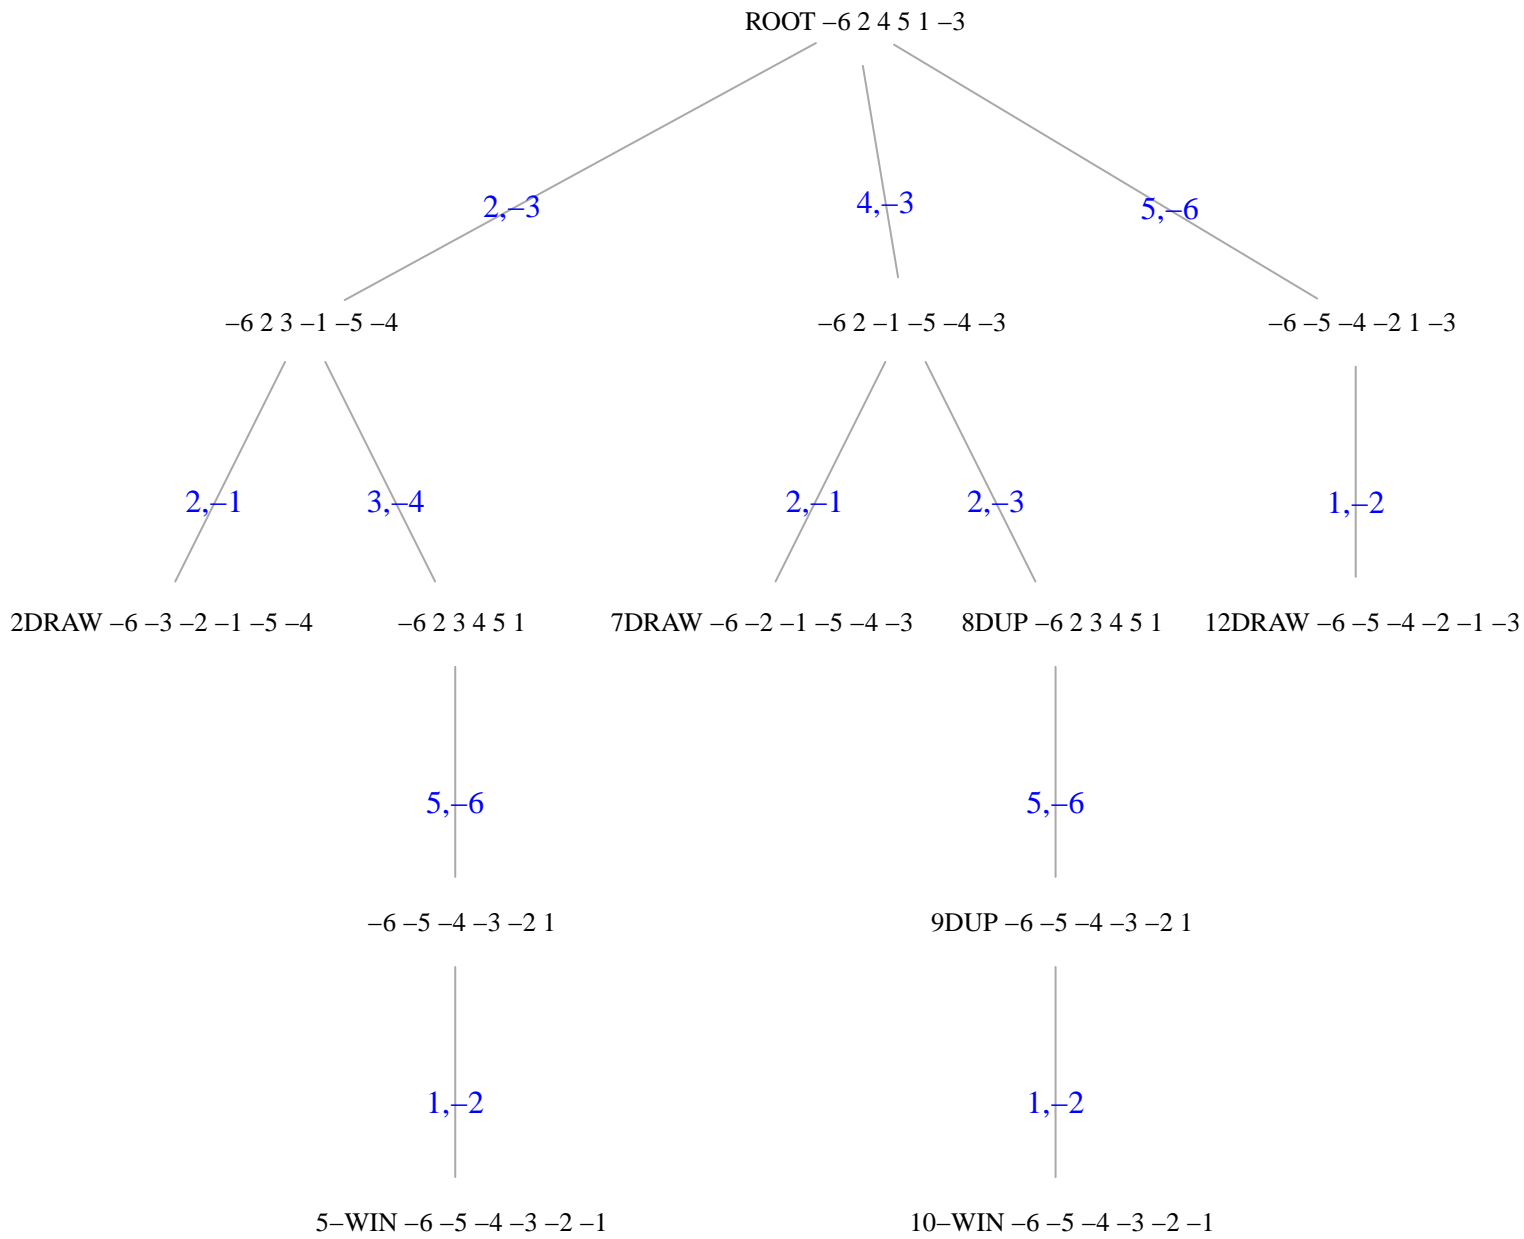 ROOT –6 2 4 5 1 –3
2,–3
4,–3
5,–6
–6 2 3 –1 –5 –4
–6 2 –1 –5 –4 –3
–6 –5 –4 –2 1 –3
2,–1
3,–4
2,–1
2,–3
1,–2
2DRAW –6 –3 –2 –1 –5 –4
–6 2 3 4 5 1
7DRAW –6 –2 –1 –5 –4 –3
8DUP –6 2 3 4 5 1
12DRAW –6 –5 –4 –2 –1 –3
5,–6
5,–6
–6 –5 –4 –3 –2 1
9DUP –6 –5 –4 –3 –2 1
1,–2
1,–2
5–WIN –6 –5 –4 –3 –2 –1
10–WIN –6 –5 –4 –3 –2 –1